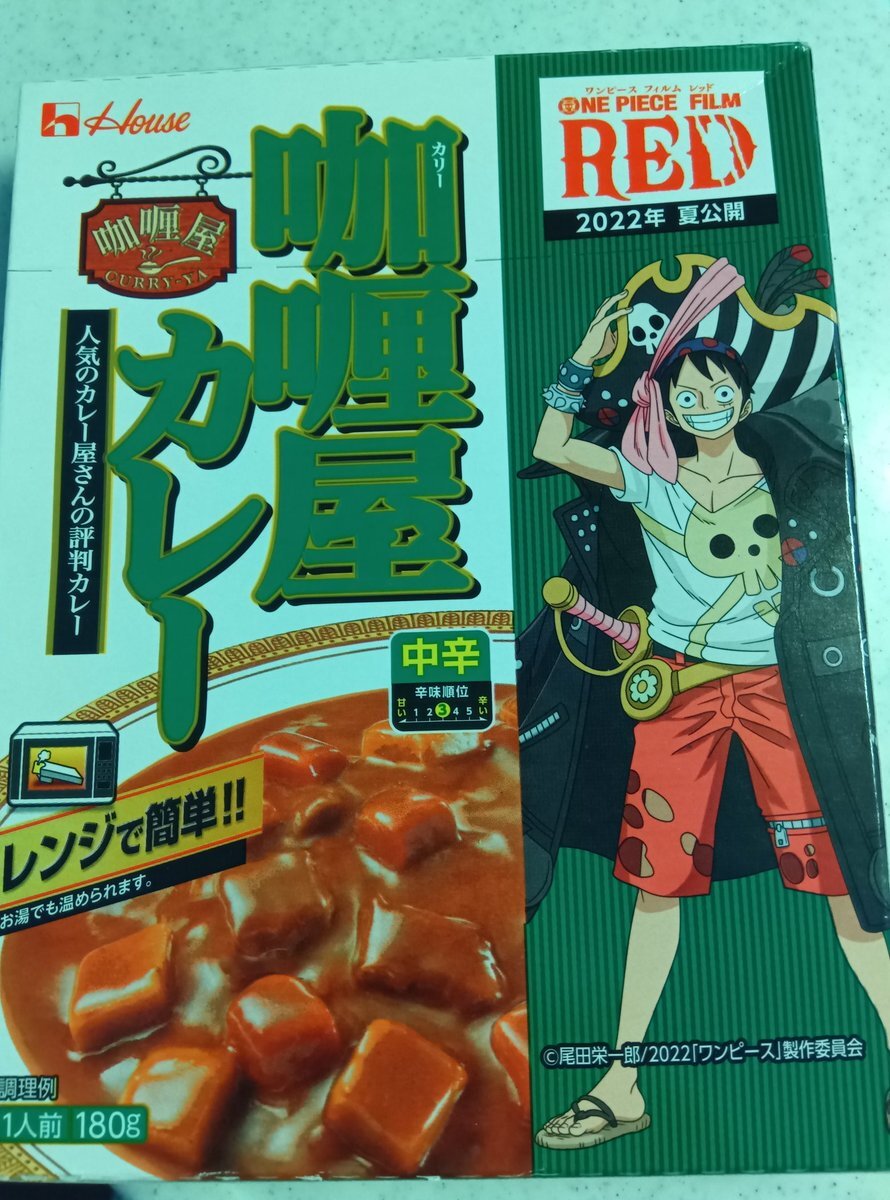 House
カリー
咖喱屋
カレー
咖喱屋
CURRY-YA
人気のカレー屋さんの評判カレー
中辛
辛味順位
甘い 1 2 3 4 5 辛い
レンジで簡単!!
お湯でも温められます。
調理例
1人前 180g
ワンピース フィルム レッド
ONE PIECE FILM
RED
2022年 夏公開
©尾田栄一郎/2022「ワンピース」製作委員会